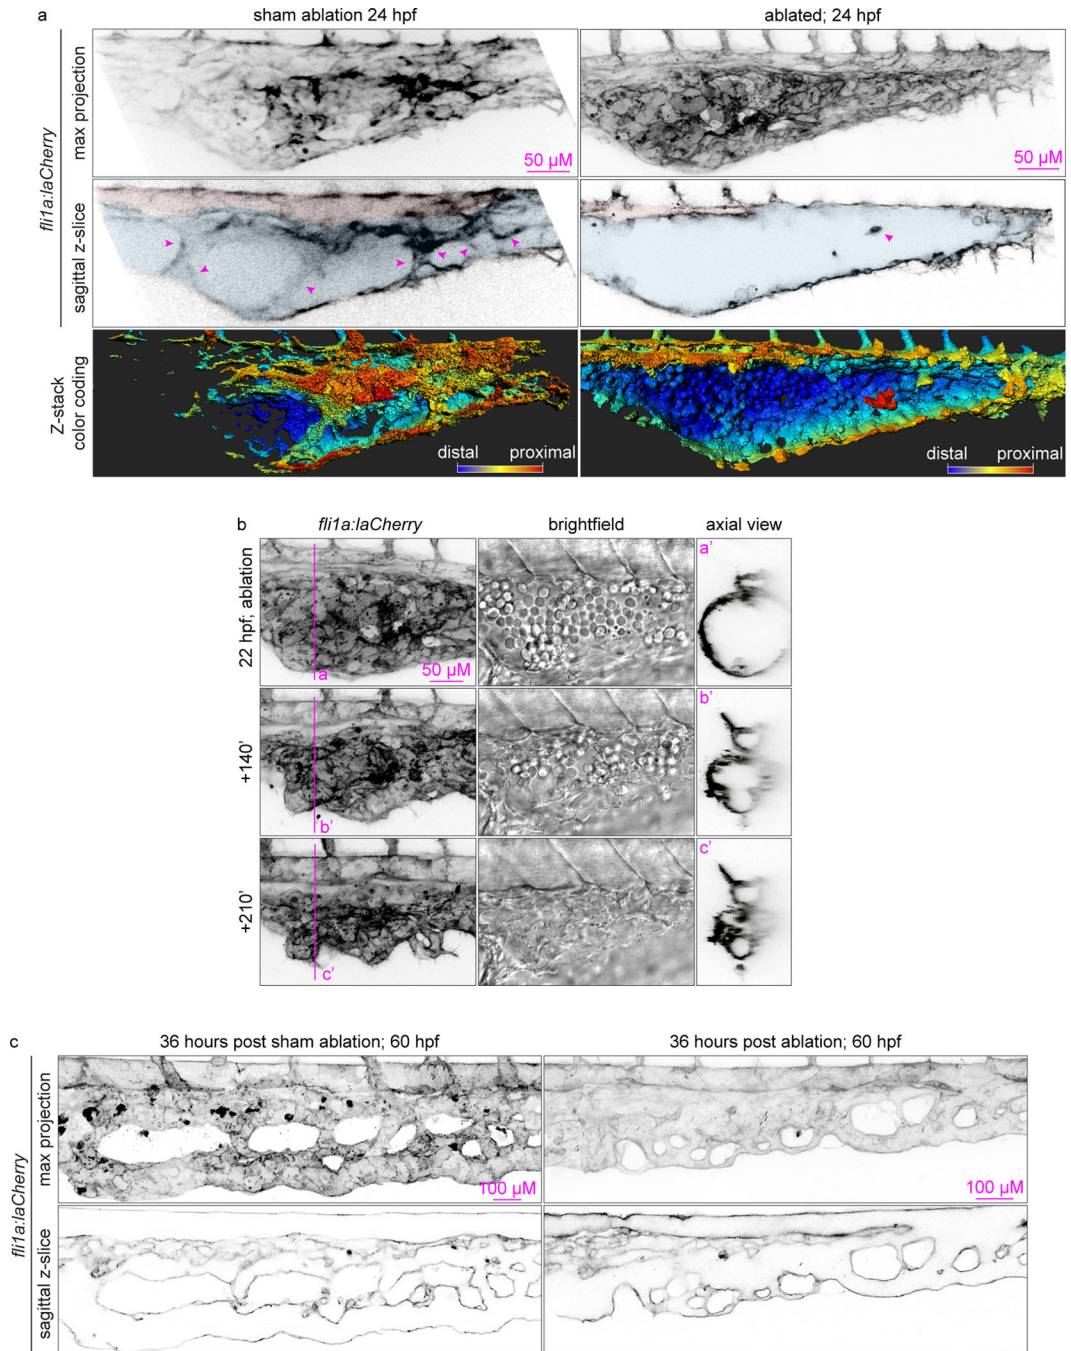 a
sham ablation 24 hpf
ablated; 24 hpf
fli1a:laCherry
max projection
50 µM
50 µM
sagittal z-slice
Z-stack
color coding
distal
proximal
distal
proximal
b
fli1a:laCherry
brightfield
axial view
22 hpf; ablation
a'
50 µM
a'
+140'
b'
b'
+210'
c'
c'
c
36 hours post sham ablation; 60 hpf
36 hours post ablation; 60 hpf
fli1a:laCherry
max projection
100 µM
100 µM
sagittal z-slice